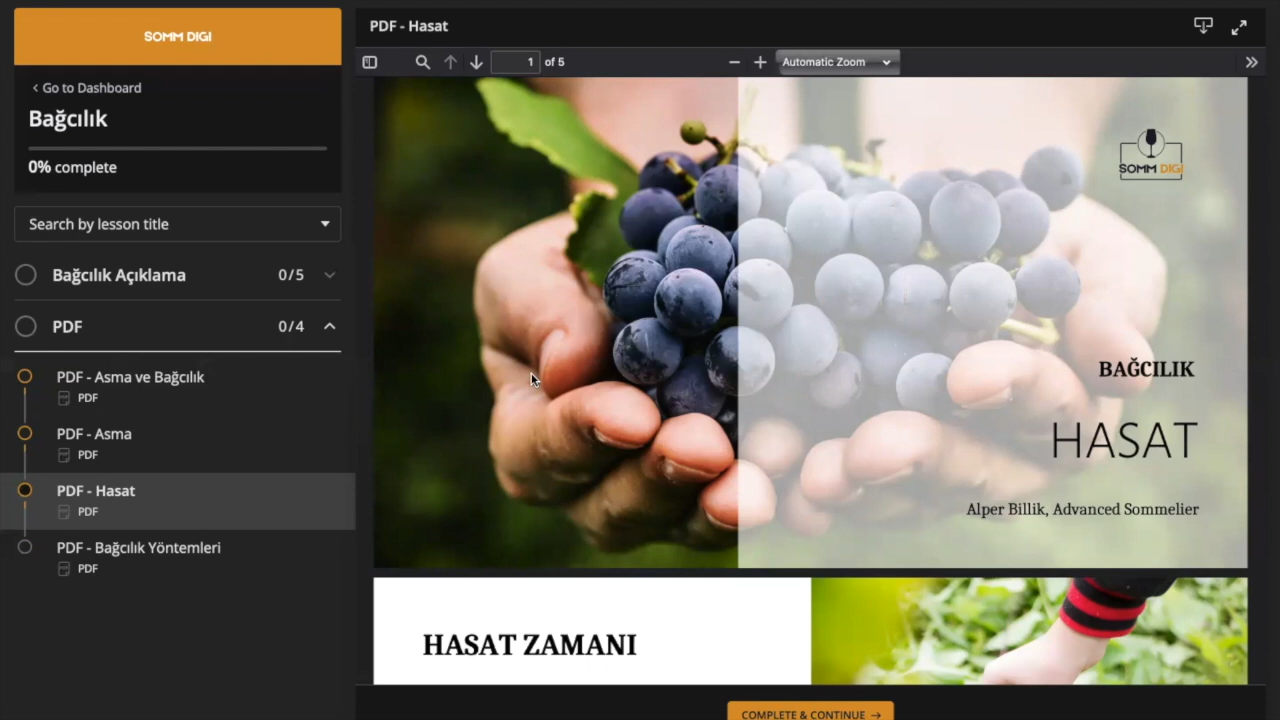 SOMM DIGI
Go to Dashboard
Bağcılık
0% complete
Search by lesson title
Bağcılık Açıklama 0/5
PDF 0/4
PDF - Asma ve Bağcılık
PDF
PDF - Asma
PDF
PDF - Hasat
PDF
PDF - Bağcılık Yöntemleri
PDF
PDF - Hasat
1 of 5
Automatic Zoom
SOMM DIGI
BAĞCILIK
HASAT
Alper Billik, Advanced Sommelier
HASAT ZAMANI
COMPLETE & CONTINUE →